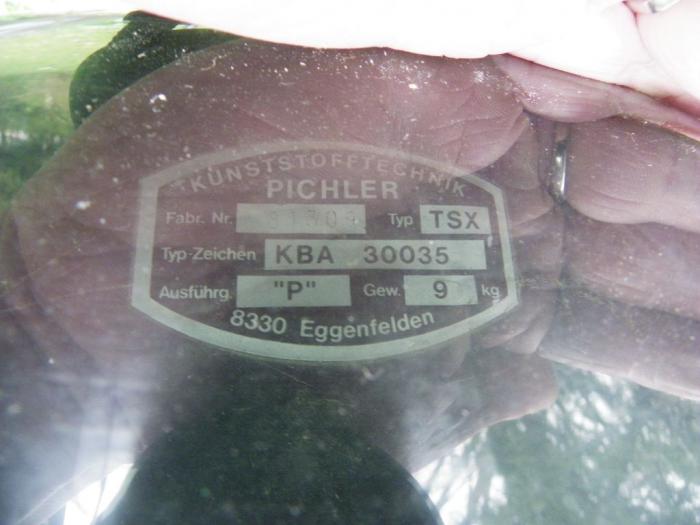 KUNSTSTOFFTECHNIK
PICHLER
Fabr. Nr. Typ TSX
Typ-Zeichen KBA 30035
Ausführg. "P" Gew. 9 kg
8330 Eggenfelden